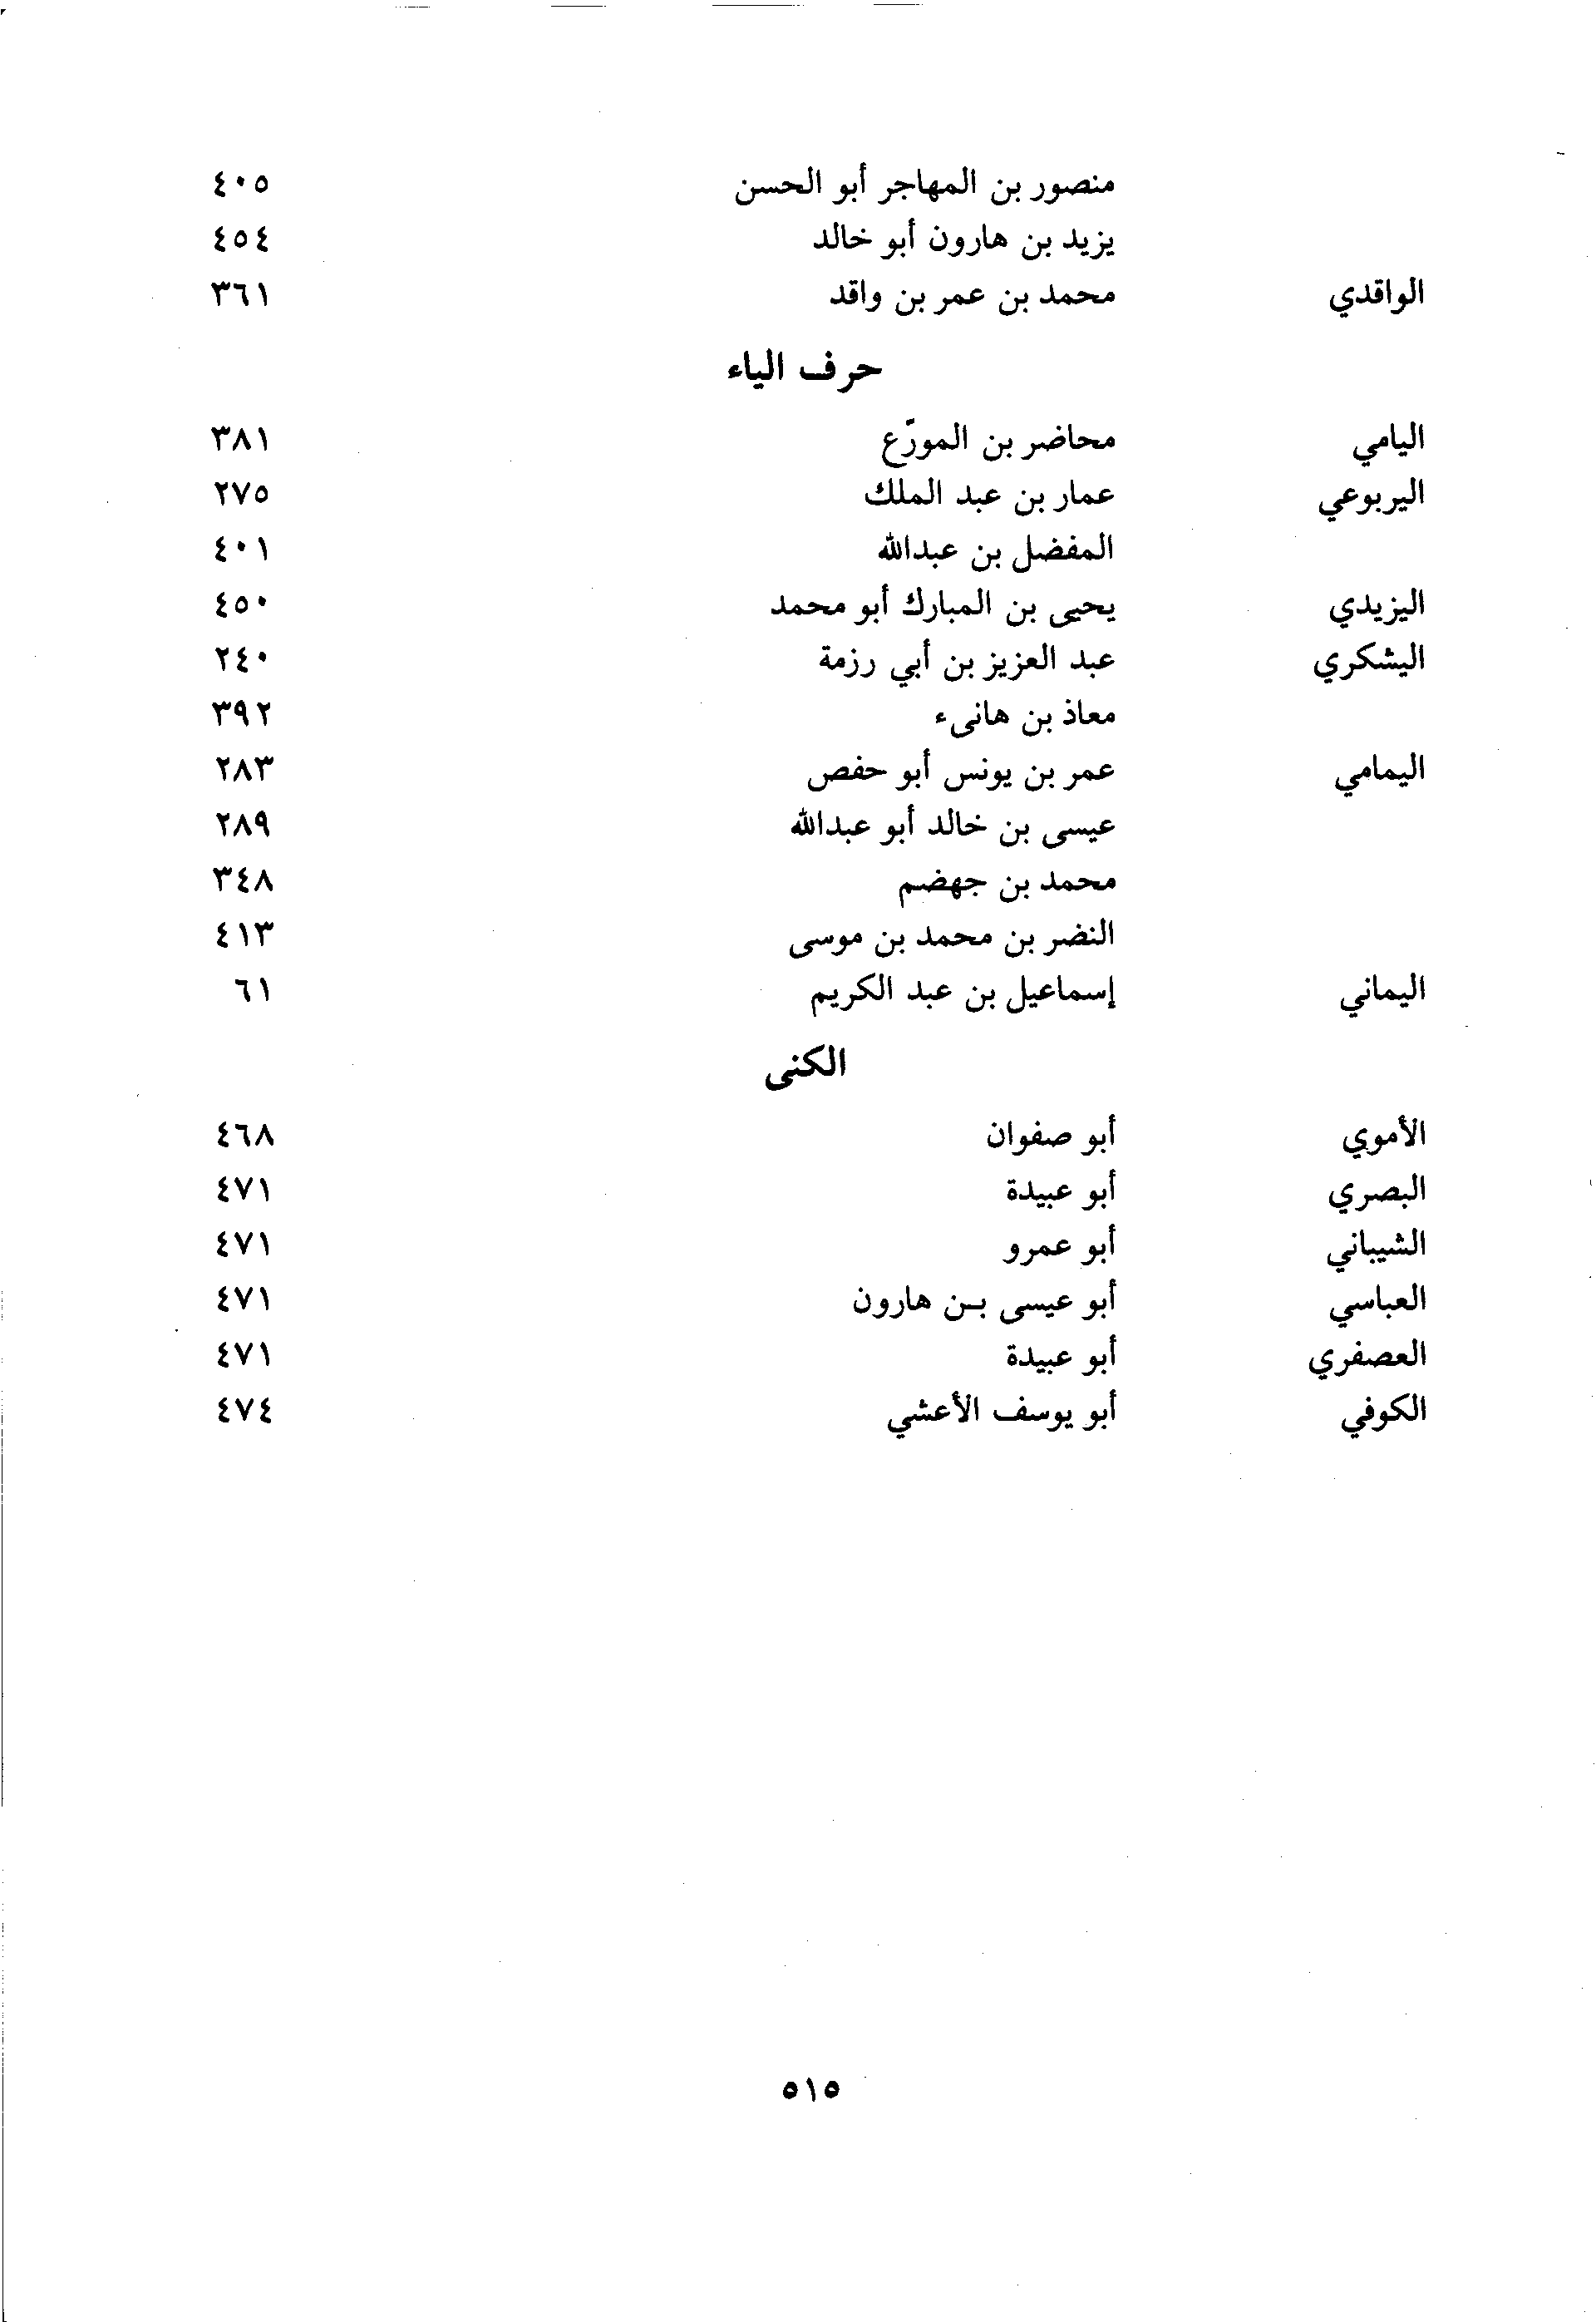 منصور بن المهاجر أبو الحسن ٤٠٥
يزيد بن هارون أبو خالد ٤٥٤
الواقدي محمد بن عمر بن واقد ٣٦١
حرف الياء
اليامي محاضر بن المورّع ٣٨١
اليربوعي عمار بن عبد الملك ٢٧٥
المفضل بن عبدالله ٤٠١
اليزيدي يحيى بن المبارك أبو محمد ٤٥٠
اليشكري عبد العزيز بن أبي رزمة ٢٤٠
معاذ بن هانىء ٣٩٢
اليمامي عمر بن يونس أبو حفص ٢٨٣
عيسى بن خالد أبو عبدالله ٢٨٩
محمد بن جهضم ٣٤٨
النضر بن محمد بن موسى ٤١٣
اليماني إسماعيل بن عبد الكريم ٦١
الكنى
الأموي أبو صفوان ٤٦٨
البصري أبو عبيدة ٤٧١
الشيباني أبو عمرو ٤٧١
العباسي أبو عيسى بـن هارون ٤٧١
العصفري أبو عبيدة ٤٧١
الكوفي أبو يوسف الأعشي ٤٧٤
٥١٥